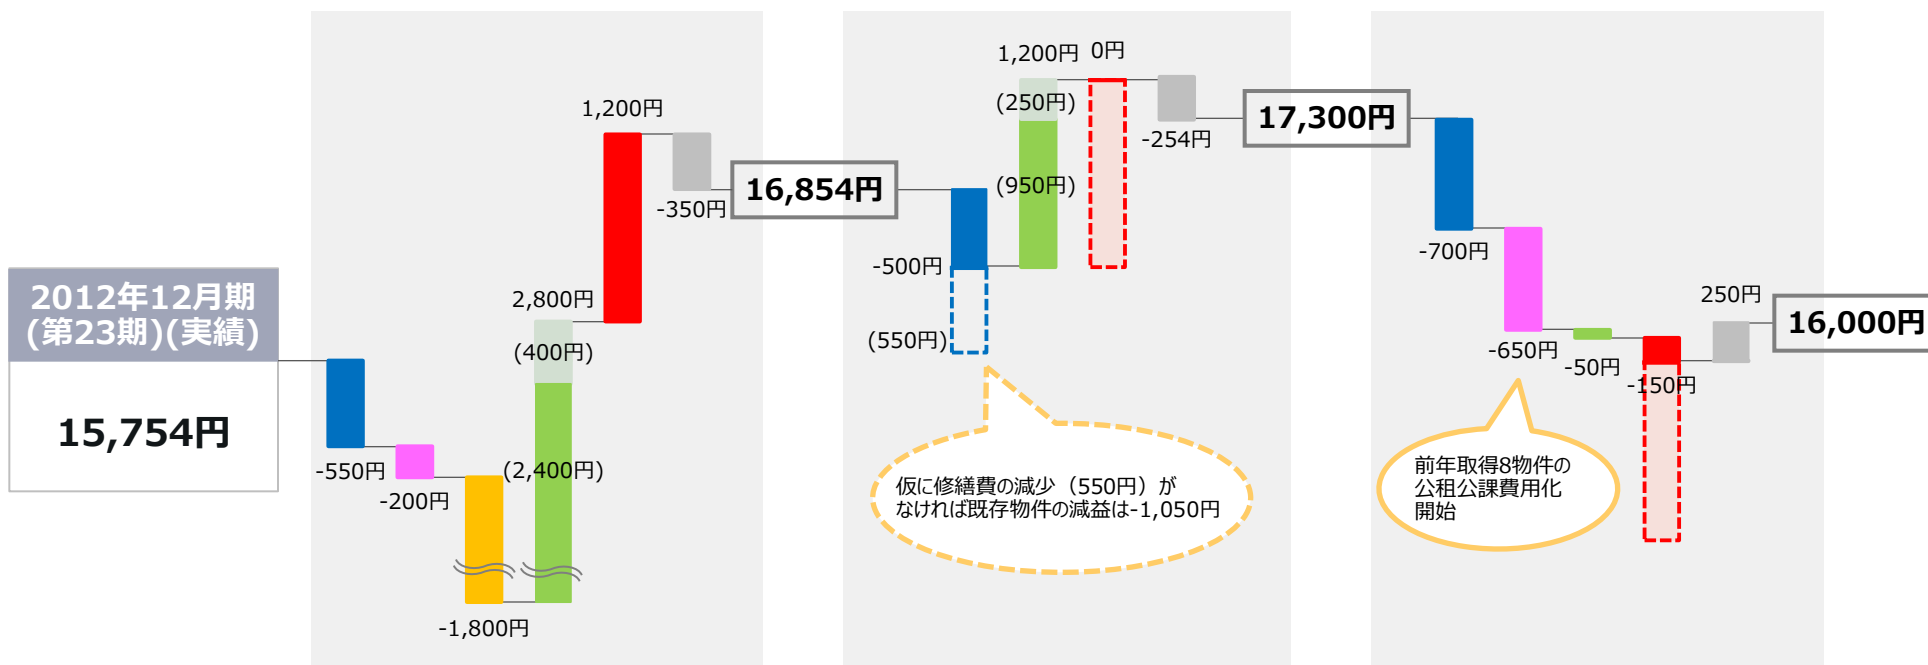 2012年12月期
(第23期)(実績)
15,754円
-550円
-200円
-1,800円
2,800円
(400円)
(2,400円)
1,200円
-350円
16,854円
-500円
(550円)
1,200円
(250円)
(950円)
0円
-254円
仮に修繕費の減少（550円）が
なければ既存物件の減益は-1,050円
17,300円
-700円
-650円
-50円
-150円
250円
前年取得8物件の
公租公課費用化
開始
16,000円